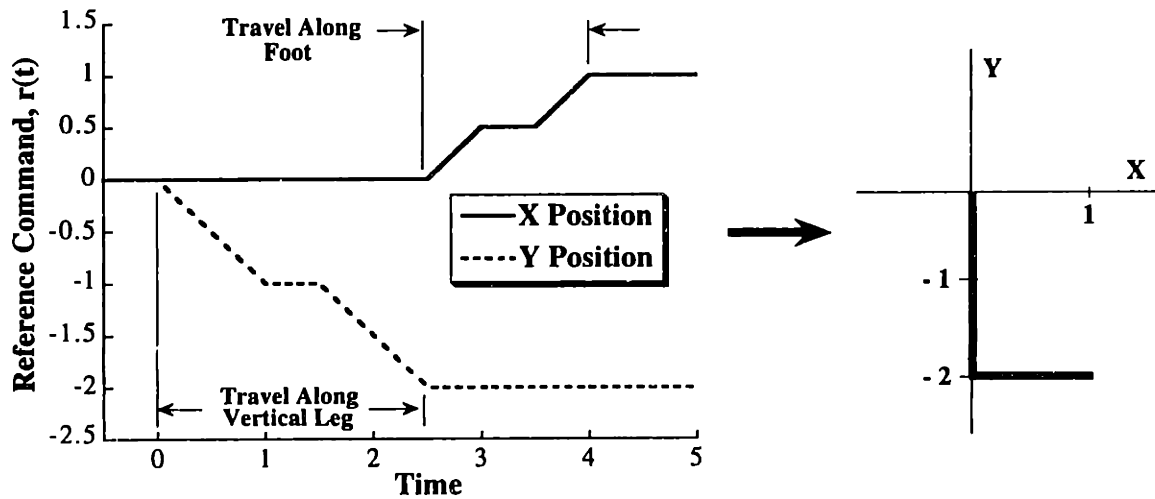 1.5
Travel Along
Foot
1
0.5
0
-0.5
-1
-1.5
-2
-2.5
Reference Command, r(t)
X Position
Y Position
Travel Along
Vertical Leg
0 1 2 3 4 5
Time
Y
X
1
- 1
- 2